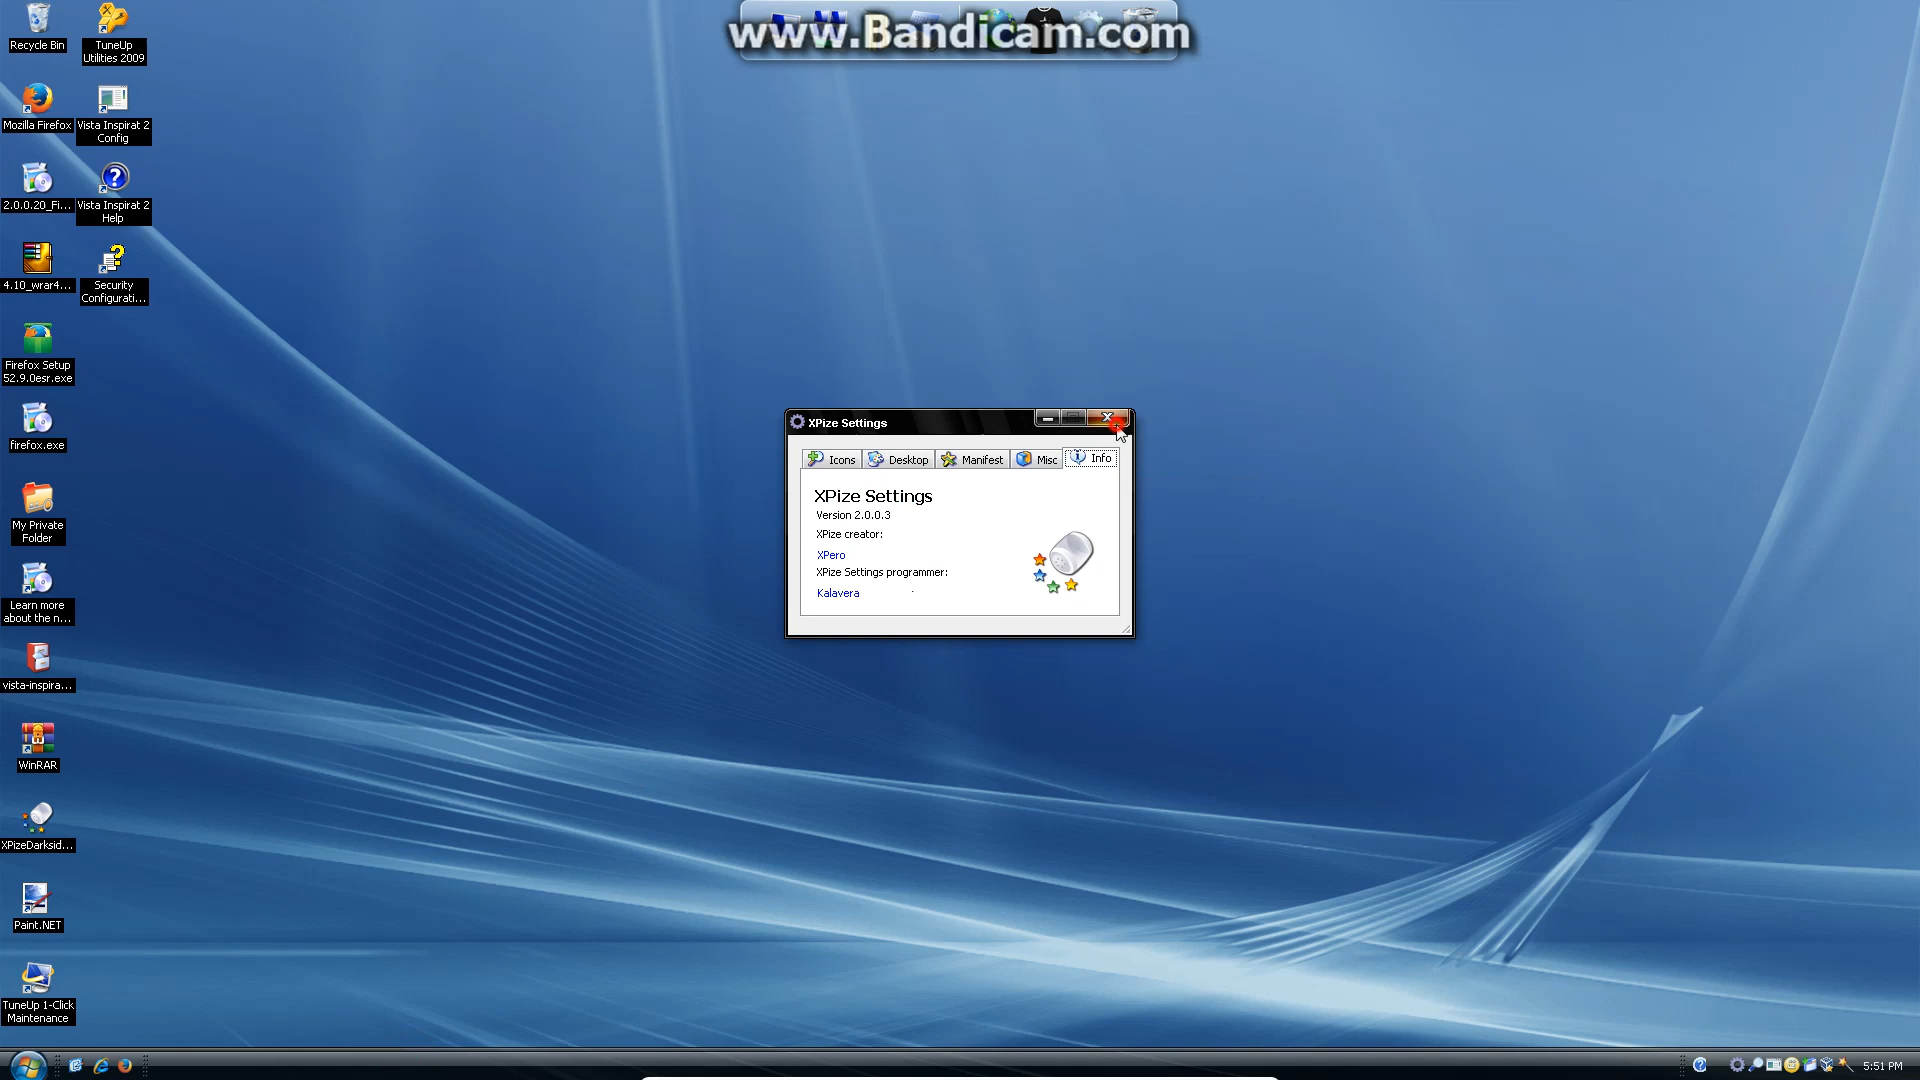 www.Bandicam.com
Recycle Bin
TuneUp
Utilities 2009
Mozilla Firefox
Vista Inspirat 2
Config
2.0.0.20_Fi...
Vista Inspirat 2
Help
4.10_wrar4...
Security
Configurati...
Firefox Setup
52.9.0esr.exe
firefox.exe
My Private
Folder
Learn more
about the n...
vista-inspira...
WinRAR
XPizeDarksid...
Paint.NET
TuneUp 1-Click
Maintenance
XPize Settings
Icons
Desktop
Manifest
Misc
Info
XPize Settings
Version 2.0.0.3
XPize creator:
XPero
XPize Settings programmer:
Kalavera
5:51 PM